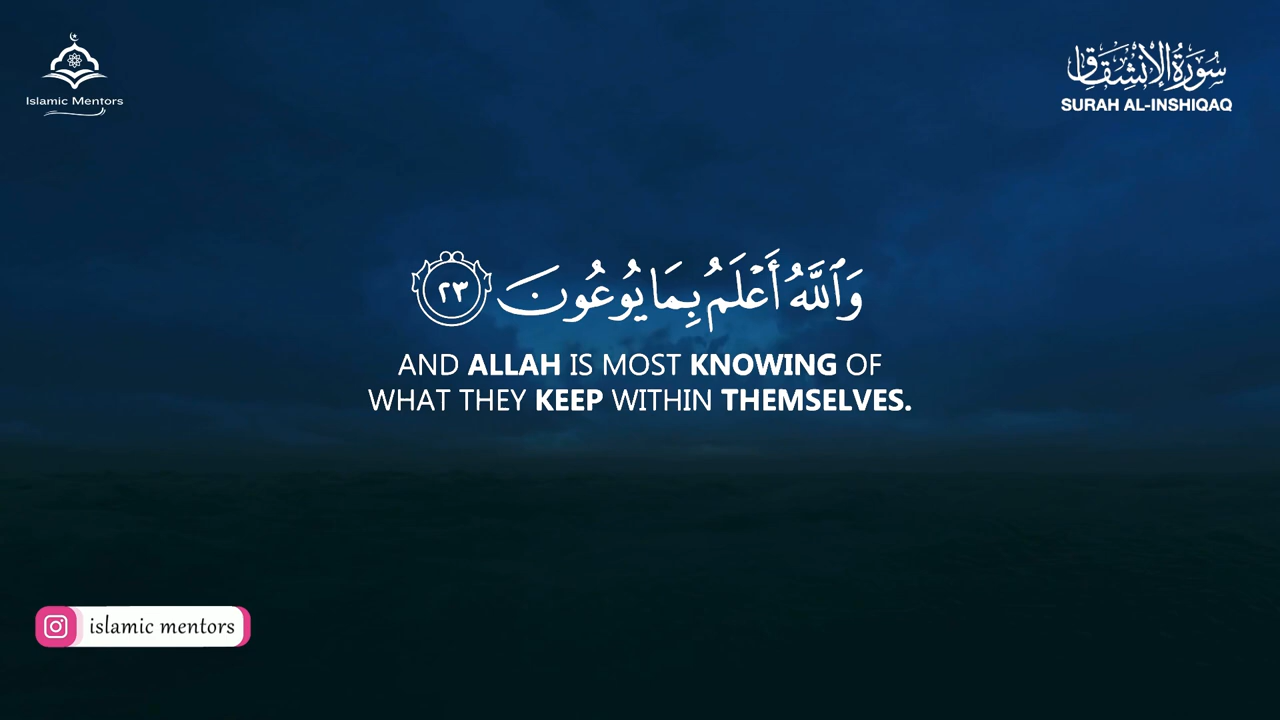 Islamic Mentors
سُورَةُ الإِنْشِقَاقِ
SURAH AL-INSHIQAQ
وَٱللَّهُ أَعْلَمُ بِمَا يُوعُونَ ٢٣
AND ALLAH IS MOST KNOWING OF
WHAT THEY KEEP WITHIN THEMSELVES.
islamic mentors